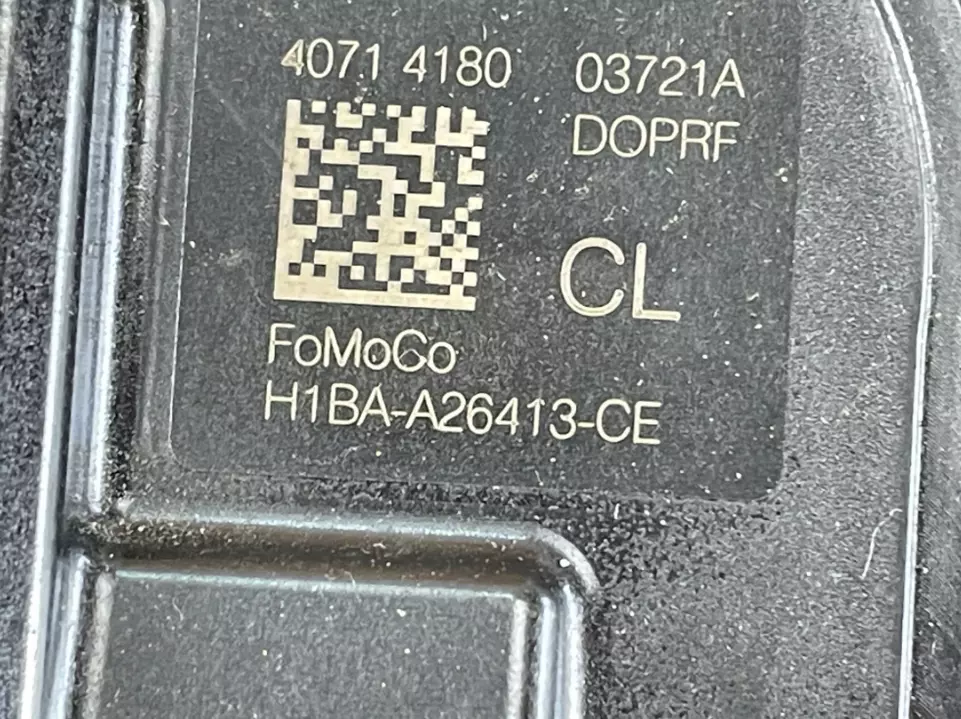 4071 4180 03721A
DOPRF
CL
FoMoCo
H1BA-A26413-CE